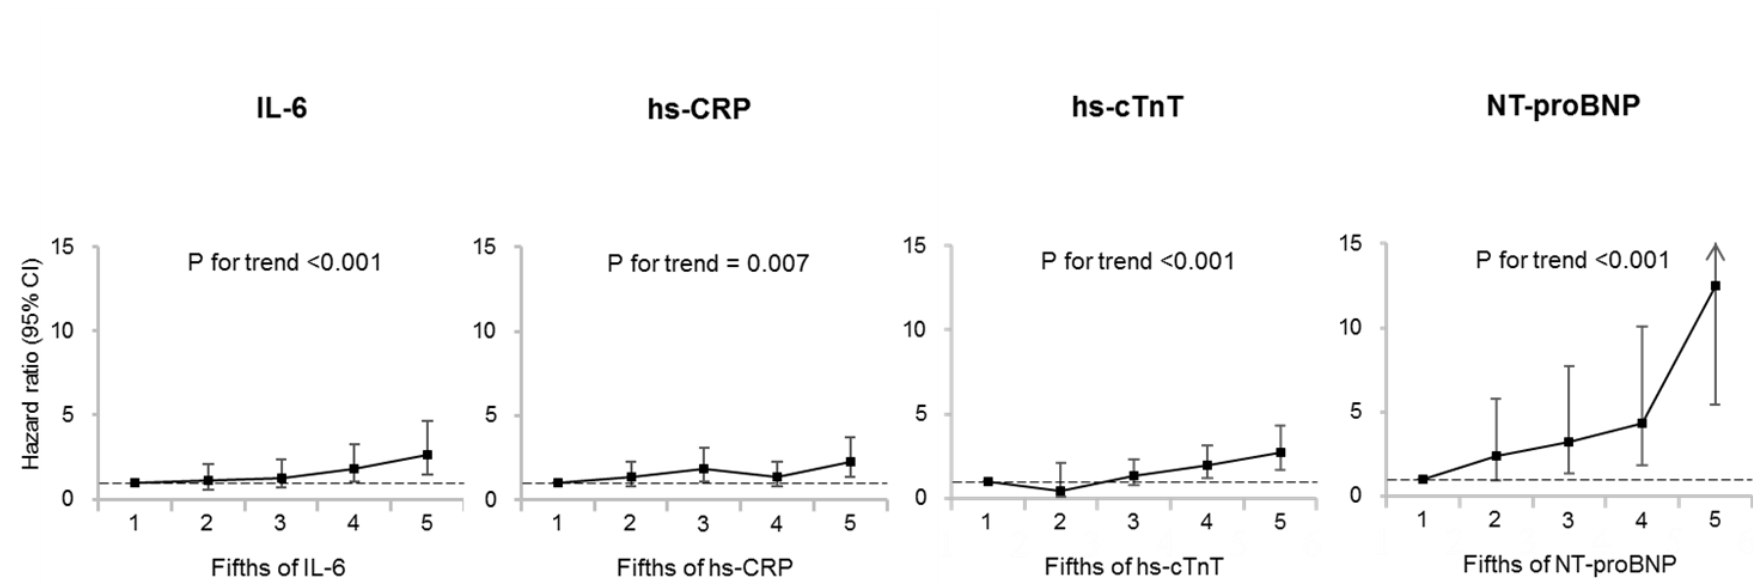 IL-6
hs-CRP
hs-cTnT
NT-proBNP
Hazard ratio (95% CI)
15
10
5
0
P for trend <0.001
1 2 3 4 5
Fifths of IL-6
15
10
5
0
P for trend = 0.007
1 2 3 4 5
Fifths of hs-CRP
15
10
5
0
P for trend <0.001
1 2 3 4 5
Fifths of hs-cTnT
15
10
5
0
P for trend <0.001
1 2 3 4 5
Fifths of NT-proBNP